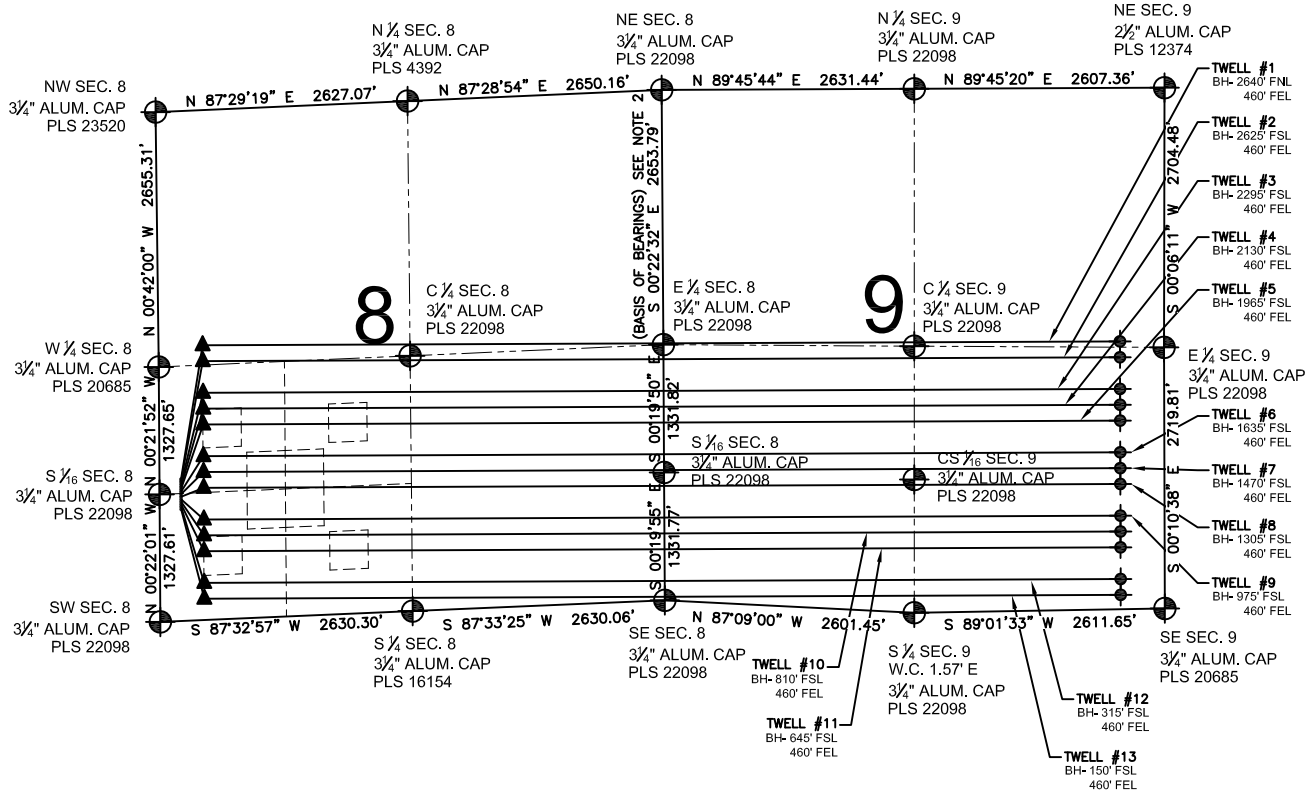 NW SEC. 8
3¼" ALUM. CAP
PLS 23520
N ¼ SEC. 8
3¼" ALUM. CAP
PLS 4392
NE SEC. 8
3¼" ALUM. CAP
PLS 22098
N ¼ SEC. 9
3¼" ALUM. CAP
PLS 22098
NE SEC. 9
2½" ALUM. CAP
PLS 12374
N 87°29'19" E 2627.07'
N 87°28'54" E 2650.16'
N 89°45'44" E 2631.44'
N 89°45'20" E 2607.36'
TWELL #1
BH- 2640' FNL
460' FEL
TWELL #2
BH- 2625' FSL
460' FEL
TWELL #3
BH- 2295' FSL
460' FEL
TWELL #4
BH- 2130' FSL
460' FEL
TWELL #5
BH- 1965' FSL
460' FEL
N 00°42'00" W 2655.31'
(BASIS OF BEARINGS) SEE NOTE 2
S 00°22'32" E 2653.79'
S 00°06'11" W 2704.48'
8
9
C ¼ SEC. 8
3¼" ALUM. CAP
PLS 22098
E ¼ SEC. 8
3¼" ALUM. CAP
PLS 22098
C ¼ SEC. 9
3¼" ALUM. CAP
PLS 22098
W ¼ SEC. 8
3¼" ALUM. CAP
PLS 20685
E ¼ SEC. 9
3¼" ALUM. CAP
PLS 22098
N 00°21'52" W
1327.65'
S 00°19'50" E
1331.82'
S 00°10'38" E 2719.81'
S 1⁄16 SEC. 8
3¼" ALUM. CAP
PLS 22098
S 1⁄16 SEC. 8
3¼" ALUM. CAP
PLS 22098
CS 1⁄16 SEC. 9
3¼" ALUM. CAP
PLS 22098
TWELL #6
BH- 1635' FSL
460' FEL
TWELL #7
BH- 1470' FSL
460' FEL
TWELL #8
BH- 1305' FSL
460' FEL
TWELL #9
BH- 975' FSL
460' FEL
N 00°22'01" W
1327.61'
S 00°19'55" E
1331.77'
SW SEC. 8
3¼" ALUM. CAP
PLS 22098
S 87°32'57" W 2630.30'
S 87°33'25" W 2630.06'
N 87°09'00" W 2601.45'
S 89°01'33" W 2611.65'
S ¼ SEC. 8
3¼" ALUM. CAP
PLS 16154
SE SEC. 8
3¼" ALUM. CAP
PLS 22098
S ¼ SEC. 9
W.C. 1.57' E
3¼" ALUM. CAP
PLS 22098
SE SEC. 9
3¼" ALUM. CAP
PLS 20685
TWELL #10
BH- 810' FSL
460' FEL
TWELL #11
BH- 645' FSL
460' FEL
TWELL #12
BH- 315' FSL
460' FEL
TWELL #13
BH- 150' FSL
460' FEL